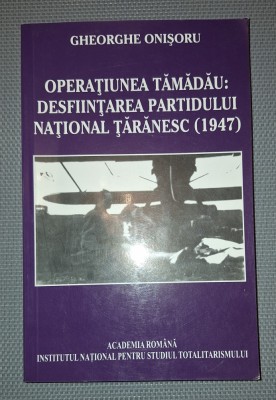 GHEORGHE ONIŞORU
OPERAŢIUNEA TĂMĂDĂU:
DESFIINŢAREA PARTIDULUI
NAŢIONAL ŢĂRĂNESC (1947)
ACADEMIA ROMÂNĂ
INSTITUTUL NAŢIONAL PENTRU STUDIUL TOTALITARISMULUI